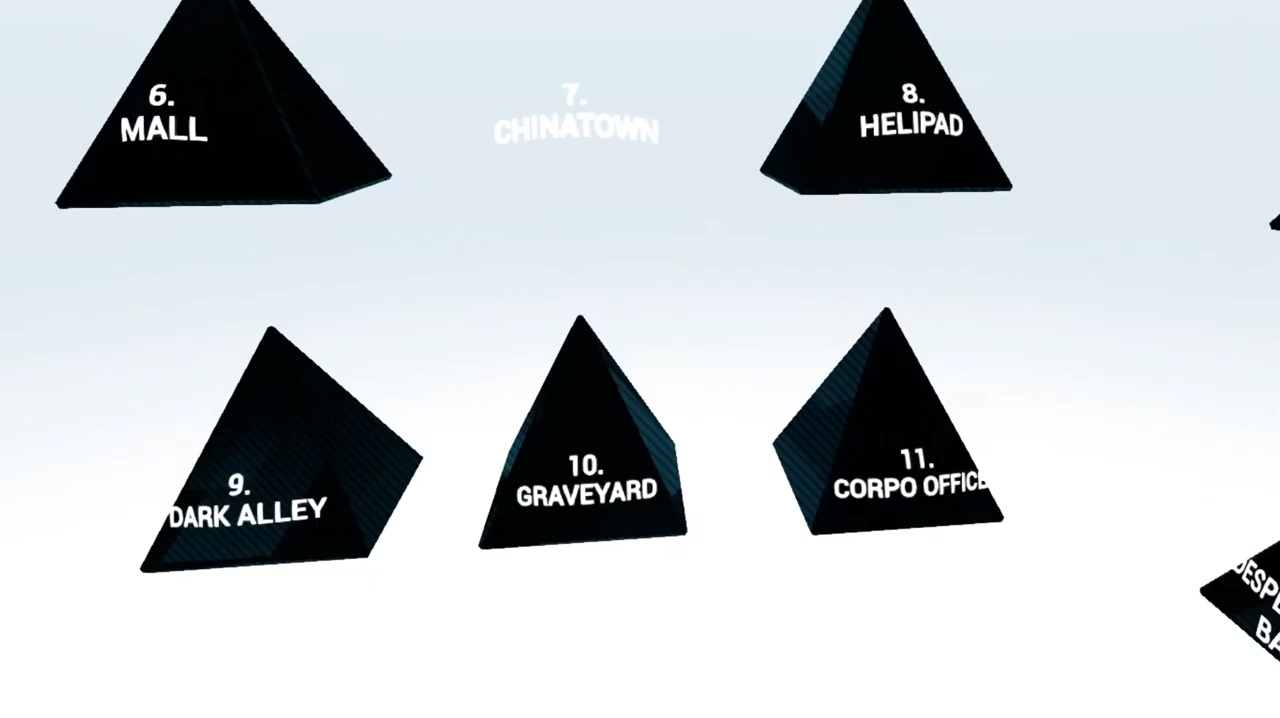 6.
MALL
7.
CHINATOWN
8.
HELIPAD
9.
DARK ALLEY
10.
GRAVEYARD
11.
CORPO OFFICE